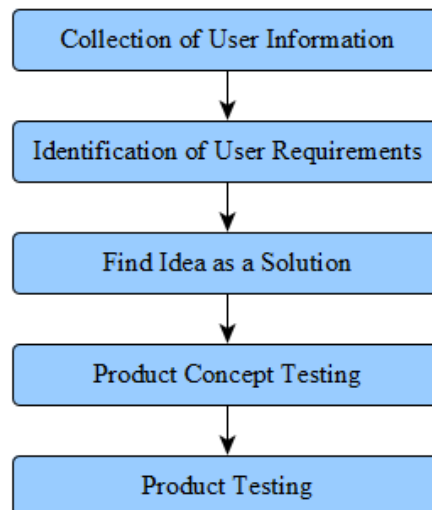 Collection of User Information
Identification of User Requirements
Find Idea as a Solution
Product Concept Testing
Product Testing